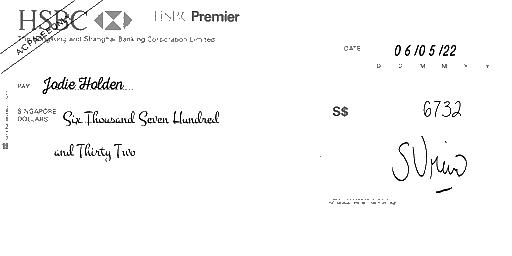 HSBC HSBC Premier
The Hongkong and Shanghai Banking Corporation Limited
A/C PAYEE ONLY
DATE 06/05/22
D D M M Y Y
PAY Jodie Holden
SINGAPORE
DOLLARS Six Thousand Seven Hundred
S$ 6732
and Thirty Two